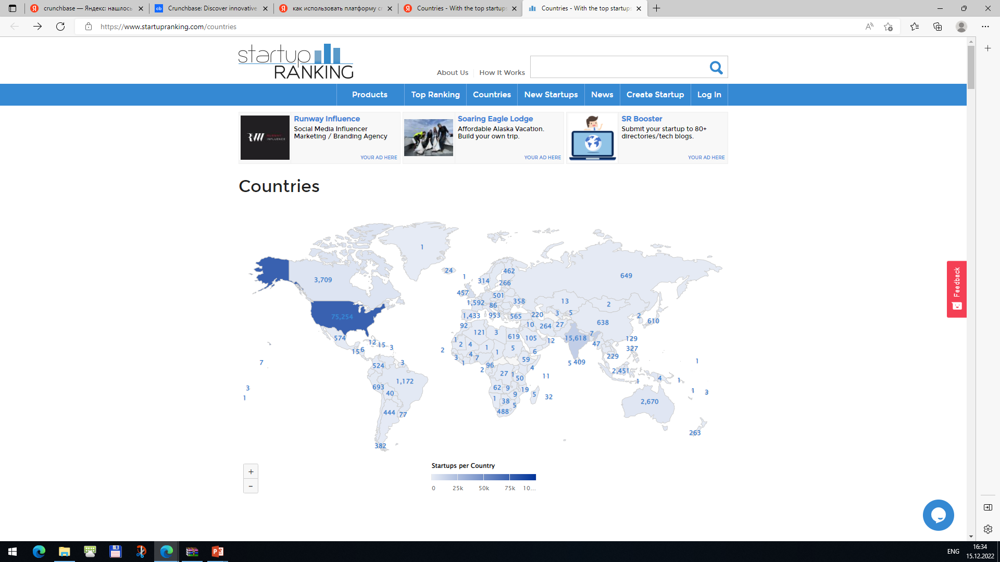 crunchbase — Яндекс: нашлось
Crunchbase: Discover innovative
как использовать платформу cr
Countries - With the top startups
Countries - With the top startups
https://www.startupranking.com/countries
startup
RANKING
About Us
How It Works
Products
Top Ranking
Countries
New Startups
News
Create Startup
Log In
RUNWAY
INFLUENCE
Runway Influence
Social Media Influencer
Marketing / Branding Agency
YOUR AD HERE
Soaring Eagle Lodge
Affordable Alaska Vacation.
Build your own trip.
YOUR AD HERE
SR Booster
Submit your startup to 80+
directories/tech blogs.
YOUR AD HERE
Countries
1
24
1
462
649
3,709
314
266
457
501
1,592
86
358
13
2
75,254
1,433
953
565
220
3
5
2
610
92
10
264
27
638
574
121
3
619
105
12
15,618
7
47
129
12
15
3
1
2
4
1
5
327
15
6
2
1
6
229
7
3
4
7
59
5
409
1
524
3
1
96
4
2,451
2
27
1
50
11
1
4
1
1,172
693
62
9
19
3
40
9
5
32
1
3
1
1
38
5
2,670
444
77
488
263
382
+
-
Startups per Country
0
25k
50k
75k
10...
Feedback
ENG
16:34
15.12.2022